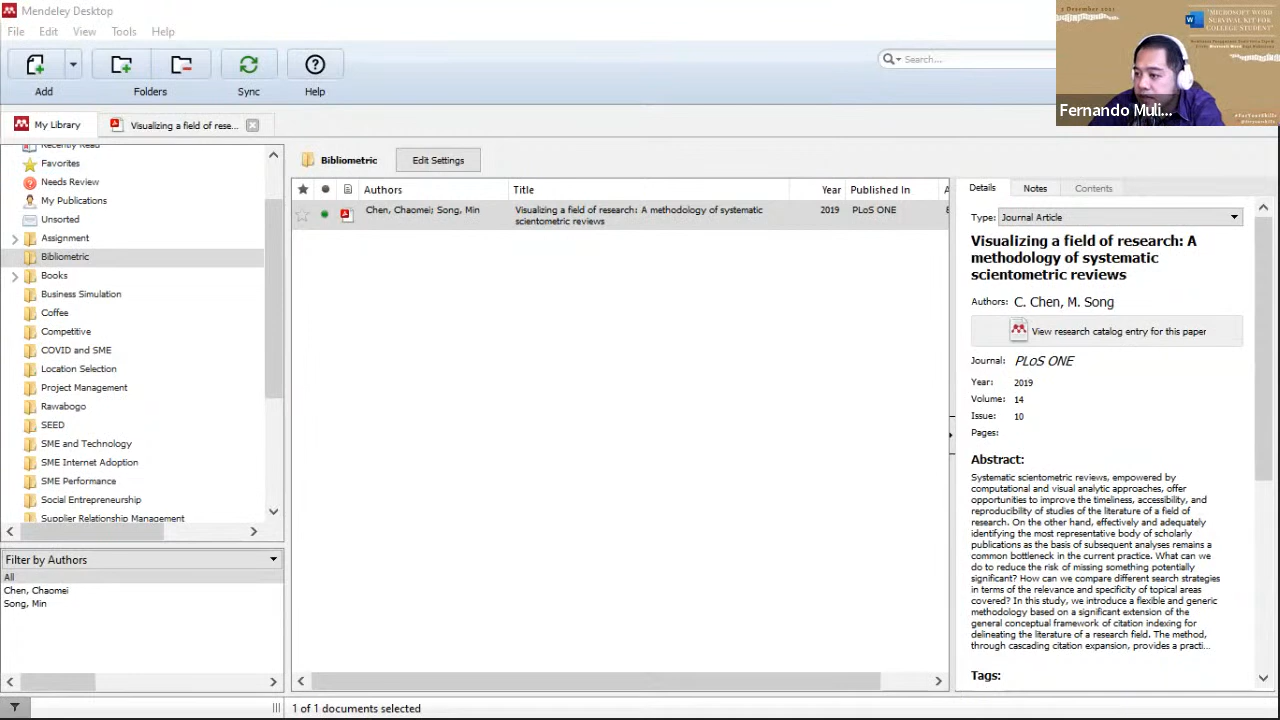 Mendeley Desktop
File Edit View Tools Help
Add Folders Sync Help
Search...
2 December 2021
"MICROSOFT WORD
SURVIVAL KIT FOR
COLLEGE STUDENT"
Fernando Muli...
My Library
Visualizing a field of rese...
Recently Read
Favorites
Needs Review
My Publications
Unsorted
Assignment
Bibliometric
Books
Business Simulation
Coffee
Competitive
COVID and SME
Location Selection
Project Management
Rawabogo
SEED
SME and Technology
SME Internet Adoption
SME Performance
Social Entrepreneurship
Supplier Relationship Management
Filter by Authors
All
Chen, Chaomei
Song, Min
Bibliometric Edit Settings
Authors Title Year Published In A
Chen, Chaomei; Song, Min Visualizing a field of research: A methodology of systematic 2019 PLoS ONE
scientometric reviews
1 of 1 documents selected
Details Notes Contents
Type: Journal Article
Visualizing a field of research: A
methodology of systematic
scientometric reviews
Authors: C. Chen, M. Song
View research catalog entry for this paper
Journal: PLoS ONE
Year: 2019
Volume: 14
Issue: 10
Pages:
Abstract:
Systematic scientometric reviews, empowered by
computational and visual analytic approaches, offer
opportunities to improve the timeliness, accessibility, and
reproducibility of studies of the literature of a field of
research. On the other hand, effectively and adequately
identifying the most representative body of scholarly
publications as the basis of subsequent analyses remains a
common bottleneck in the current practice. What can we
do to reduce the risk of missing something potentially
significant? How can we compare different search strategies
in terms of the relevance and specificity of topical areas
covered? In this study, we introduce a flexible and generic
methodology based on a significant extension of the
general conceptual framework of citation indexing for
delineating the literature of a research field. The method,
through cascading citation expansion, provides a practi...
Tags: